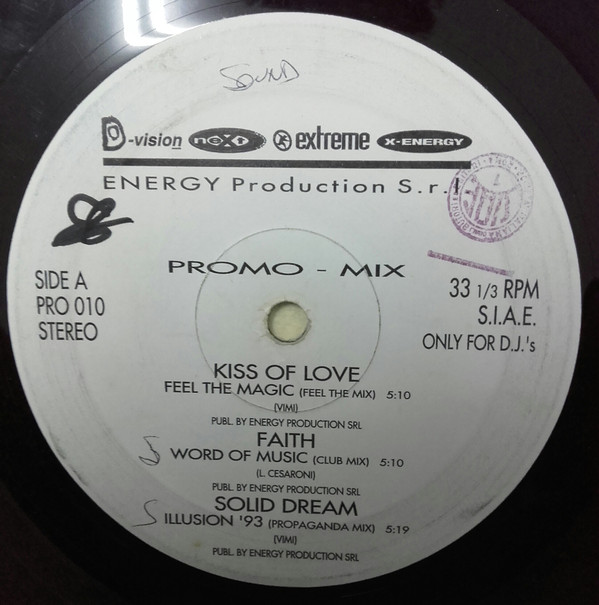 SOUND
D-vision next extreme X-ENERGY
ENERGY Production S.r.l
PROMO - MIX
SIDE A
PRO 010
STEREO
33 1/3 RPM
S.I.A.E.
ONLY FOR D.J.'s
KISS OF LOVE
FEEL THE MAGIC (FEEL THE MIX) 5:10
(VIMI)
PUBL. BY ENERGY PRODUCTION SRL
FAITH
WORD OF MUSIC (CLUB MIX) 5:10
(L. CESARONI)
PUBL. BY ENERGY PRODUCTION SRL
SOLID DREAM
ILLUSION '93 (PROPAGANDA MIX) 5:19
(VIMI)
PUBL. BY ENERGY PRODUCTION SRL